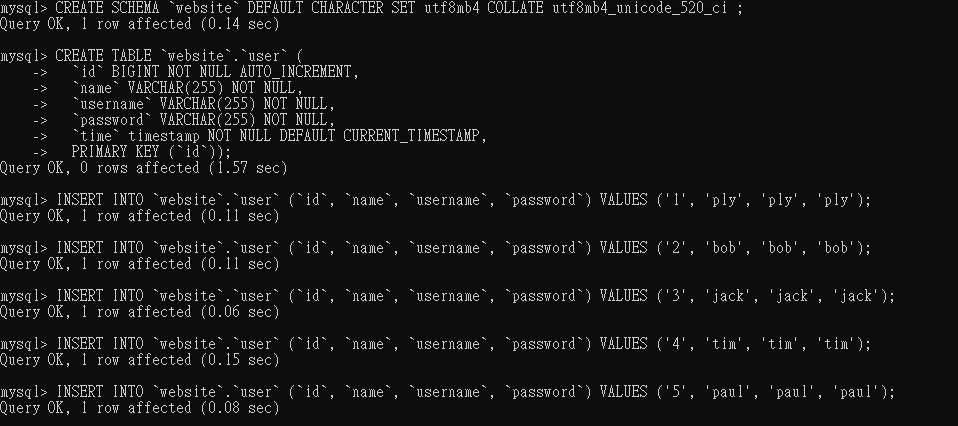 mysql> CREATE SCHEMA `website` DEFAULT CHARACTER SET utf8mb4 COLLATE utf8mb4_unicode_520_ci ;
Query OK, 1 row affected (0.14 sec)
mysql> CREATE TABLE `website`.`user` (
    ->   `id` BIGINT NOT NULL AUTO_INCREMENT,
    ->   `name` VARCHAR(255) NOT NULL,
    ->   `username` VARCHAR(255) NOT NULL,
    ->   `password` VARCHAR(255) NOT NULL,
    ->   `time` timestamp NOT NULL DEFAULT CURRENT_TIMESTAMP,
    ->   PRIMARY KEY (`id`));
Query OK, 0 rows affected (1.57 sec)
mysql> INSERT INTO `website`.`user` (`id`, `name`, `username`, `password`) VALUES ('1', 'ply', 'ply', 'ply');
Query OK, 1 row affected (0.11 sec)
mysql> INSERT INTO `website`.`user` (`id`, `name`, `username`, `password`) VALUES ('2', 'bob', 'bob', 'bob');
Query OK, 1 row affected (0.11 sec)
mysql> INSERT INTO `website`.`user` (`id`, `name`, `username`, `password`) VALUES ('3', 'jack', 'jack', 'jack');
Query OK, 1 row affected (0.06 sec)
mysql> INSERT INTO `website`.`user` (`id`, `name`, `username`, `password`) VALUES ('4', 'tim', 'tim', 'tim');
Query OK, 1 row affected (0.15 sec)
mysql> INSERT INTO `website`.`user` (`id`, `name`, `username`, `password`) VALUES ('5', 'paul', 'paul', 'paul');
Query OK, 1 row affected (0.08 sec)